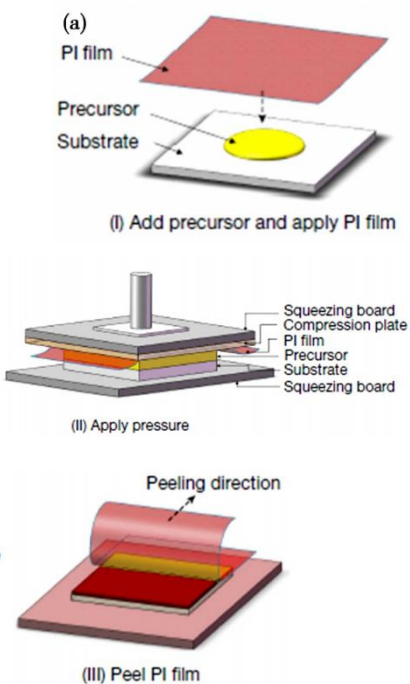 (a)
PI film
Precursor
Substrate
(I) Add precursor and apply PI film
Squeezing board
Compression plate
PI film
Precursor
Substrate
Squeezing board
(II) Apply pressure
Peeling direction
(III) Peel PI film